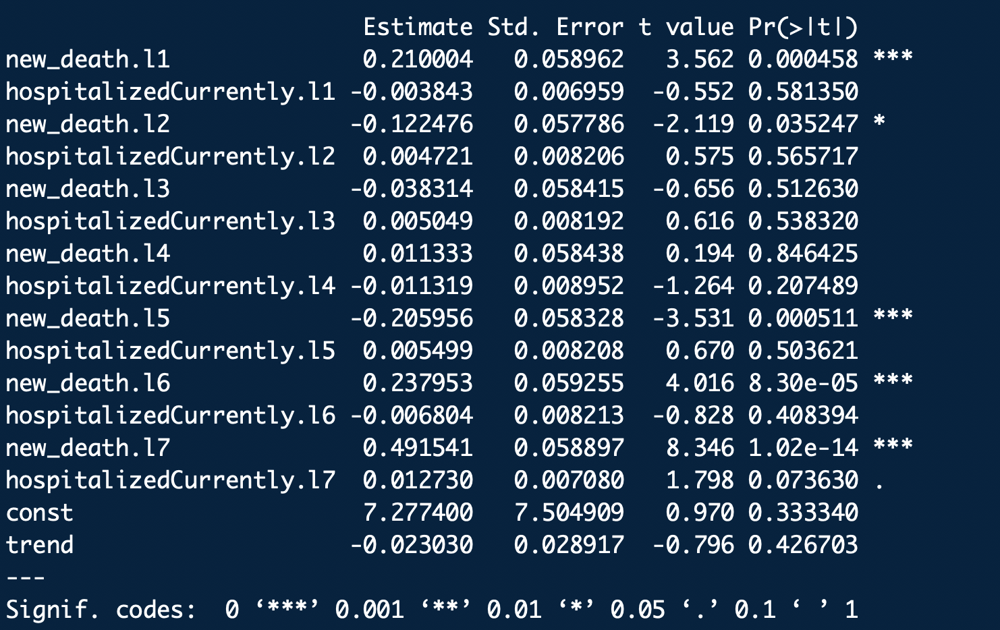 Estimate Std. Error t value Pr(>|t|)
new_death.l1 0.210004 0.058962 3.562 0.000458 ***
hospitalizedCurrently.l1 -0.003843 0.006959 -0.552 0.581350
new_death.l2 -0.122476 0.057786 -2.119 0.035247 *
hospitalizedCurrently.l2 0.004721 0.008206 0.575 0.565717
new_death.l3 -0.038314 0.058415 -0.656 0.512630
hospitalizedCurrently.l3 0.005049 0.008192 0.616 0.538320
new_death.l4 0.011333 0.058438 0.194 0.846425
hospitalizedCurrently.l4 -0.011319 0.008952 -1.264 0.207489
new_death.l5 -0.205956 0.058328 -3.531 0.000511 ***
hospitalizedCurrently.l5 0.005499 0.008208 0.670 0.503621
new_death.l6 0.237953 0.059255 4.016 8.30e-05 ***
hospitalizedCurrently.l6 -0.006804 0.008213 -0.828 0.408394
new_death.l7 0.491541 0.058897 8.346 1.02e-14 ***
hospitalizedCurrently.l7 0.012730 0.007080 1.798 0.073630 .
const 7.277400 7.504909 0.970 0.333340
trend -0.023030 0.028917 -0.796 0.426703
---
Signif. codes: 0 ‘***’ 0.001 ‘**’ 0.01 ‘*’ 0.05 ‘.’ 0.1 ‘ ’ 1